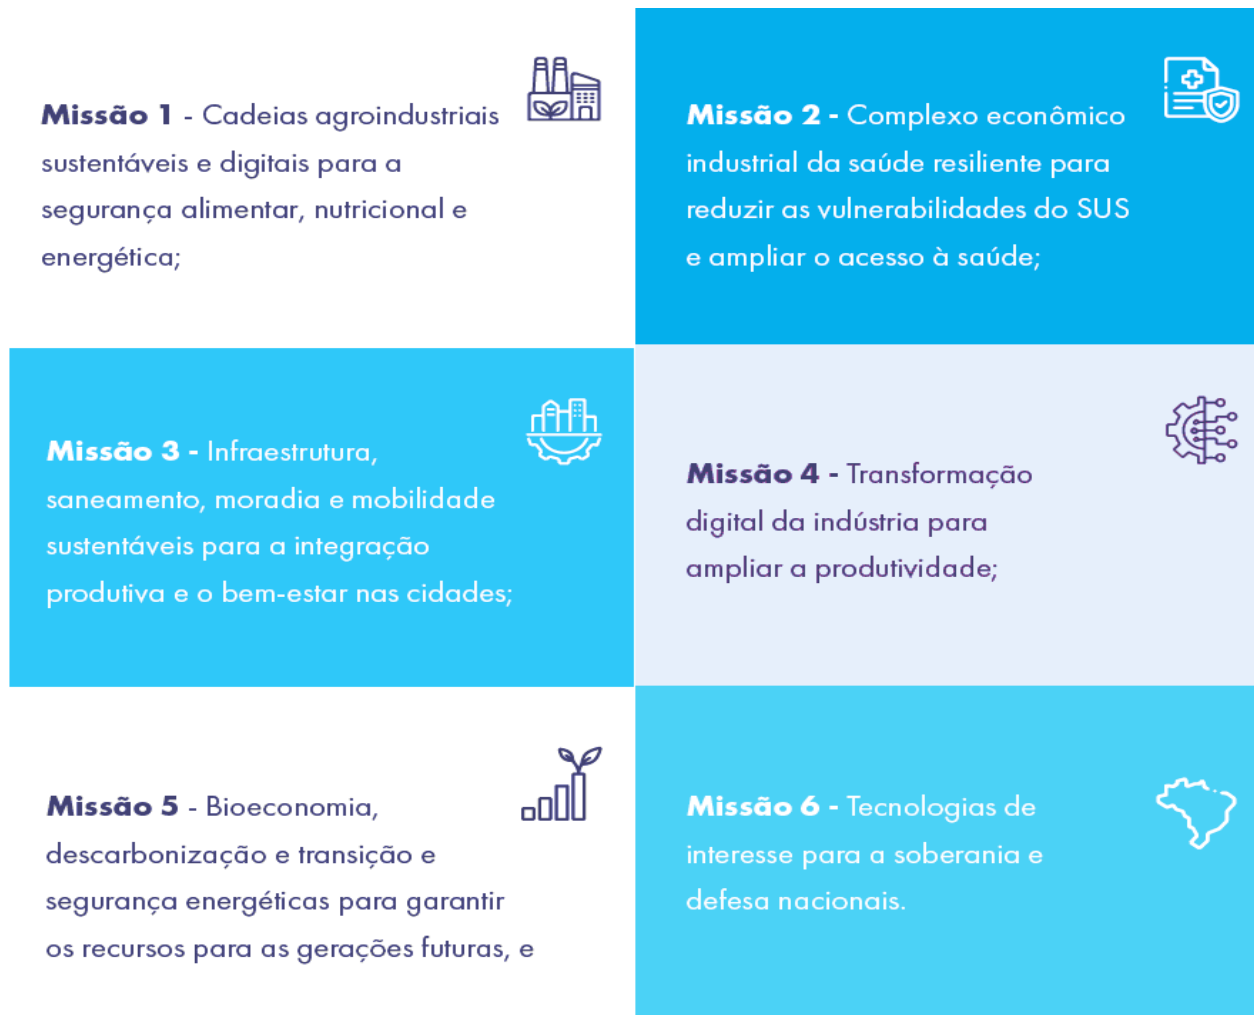 Missão 1 - Cadeias agroindustriais
sustentáveis e digitais para a
segurança alimentar, nutricional e
energética;
Missão 2 - Complexo econômico
industrial da saúde resiliente para
reduzir as vulnerabilidades do SUS
e ampliar o acesso à saúde;
Missão 3 - Infraestrutura,
saneamento, moradia e mobilidade
sustentáveis para a integração
produtiva e o bem-estar nas cidades;
Missão 4 - Transformação
digital da indústria para
ampliar a produtividade;
Missão 5 - Bioeconomia,
descarbonização e transição e
segurança energéticas para garantir
os recursos para as gerações futuras, e
Missão 6 - Tecnologias de
interesse para a soberania e
defesa nacionais.